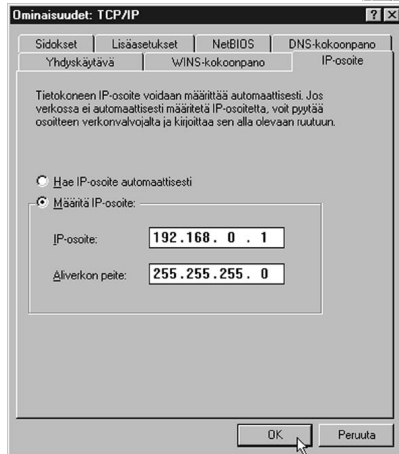 Ominaisuudet: TCP/IP
Sidokset Lisäasetukset NetBIOS DNS-kokoonpano
Yhdyskäytävä WINS-kokoonpano IP-osoite
Tietokoneen IP-osoite voidaan määrittää automaattisesti. Jos
verkossa ei automaattisesti määritetä IP-osoitetta, voit pyytää
osoitteen verkonvalvojalta ja kirjoittaa sen alla olevaan ruutuun.
Hae IP-osoite automaattisesti
Määritä IP-osoite:
IP-osoite: 192.168. 0 . 1
Aliverkon peite: 255.255.255. 0
OK Peruuta